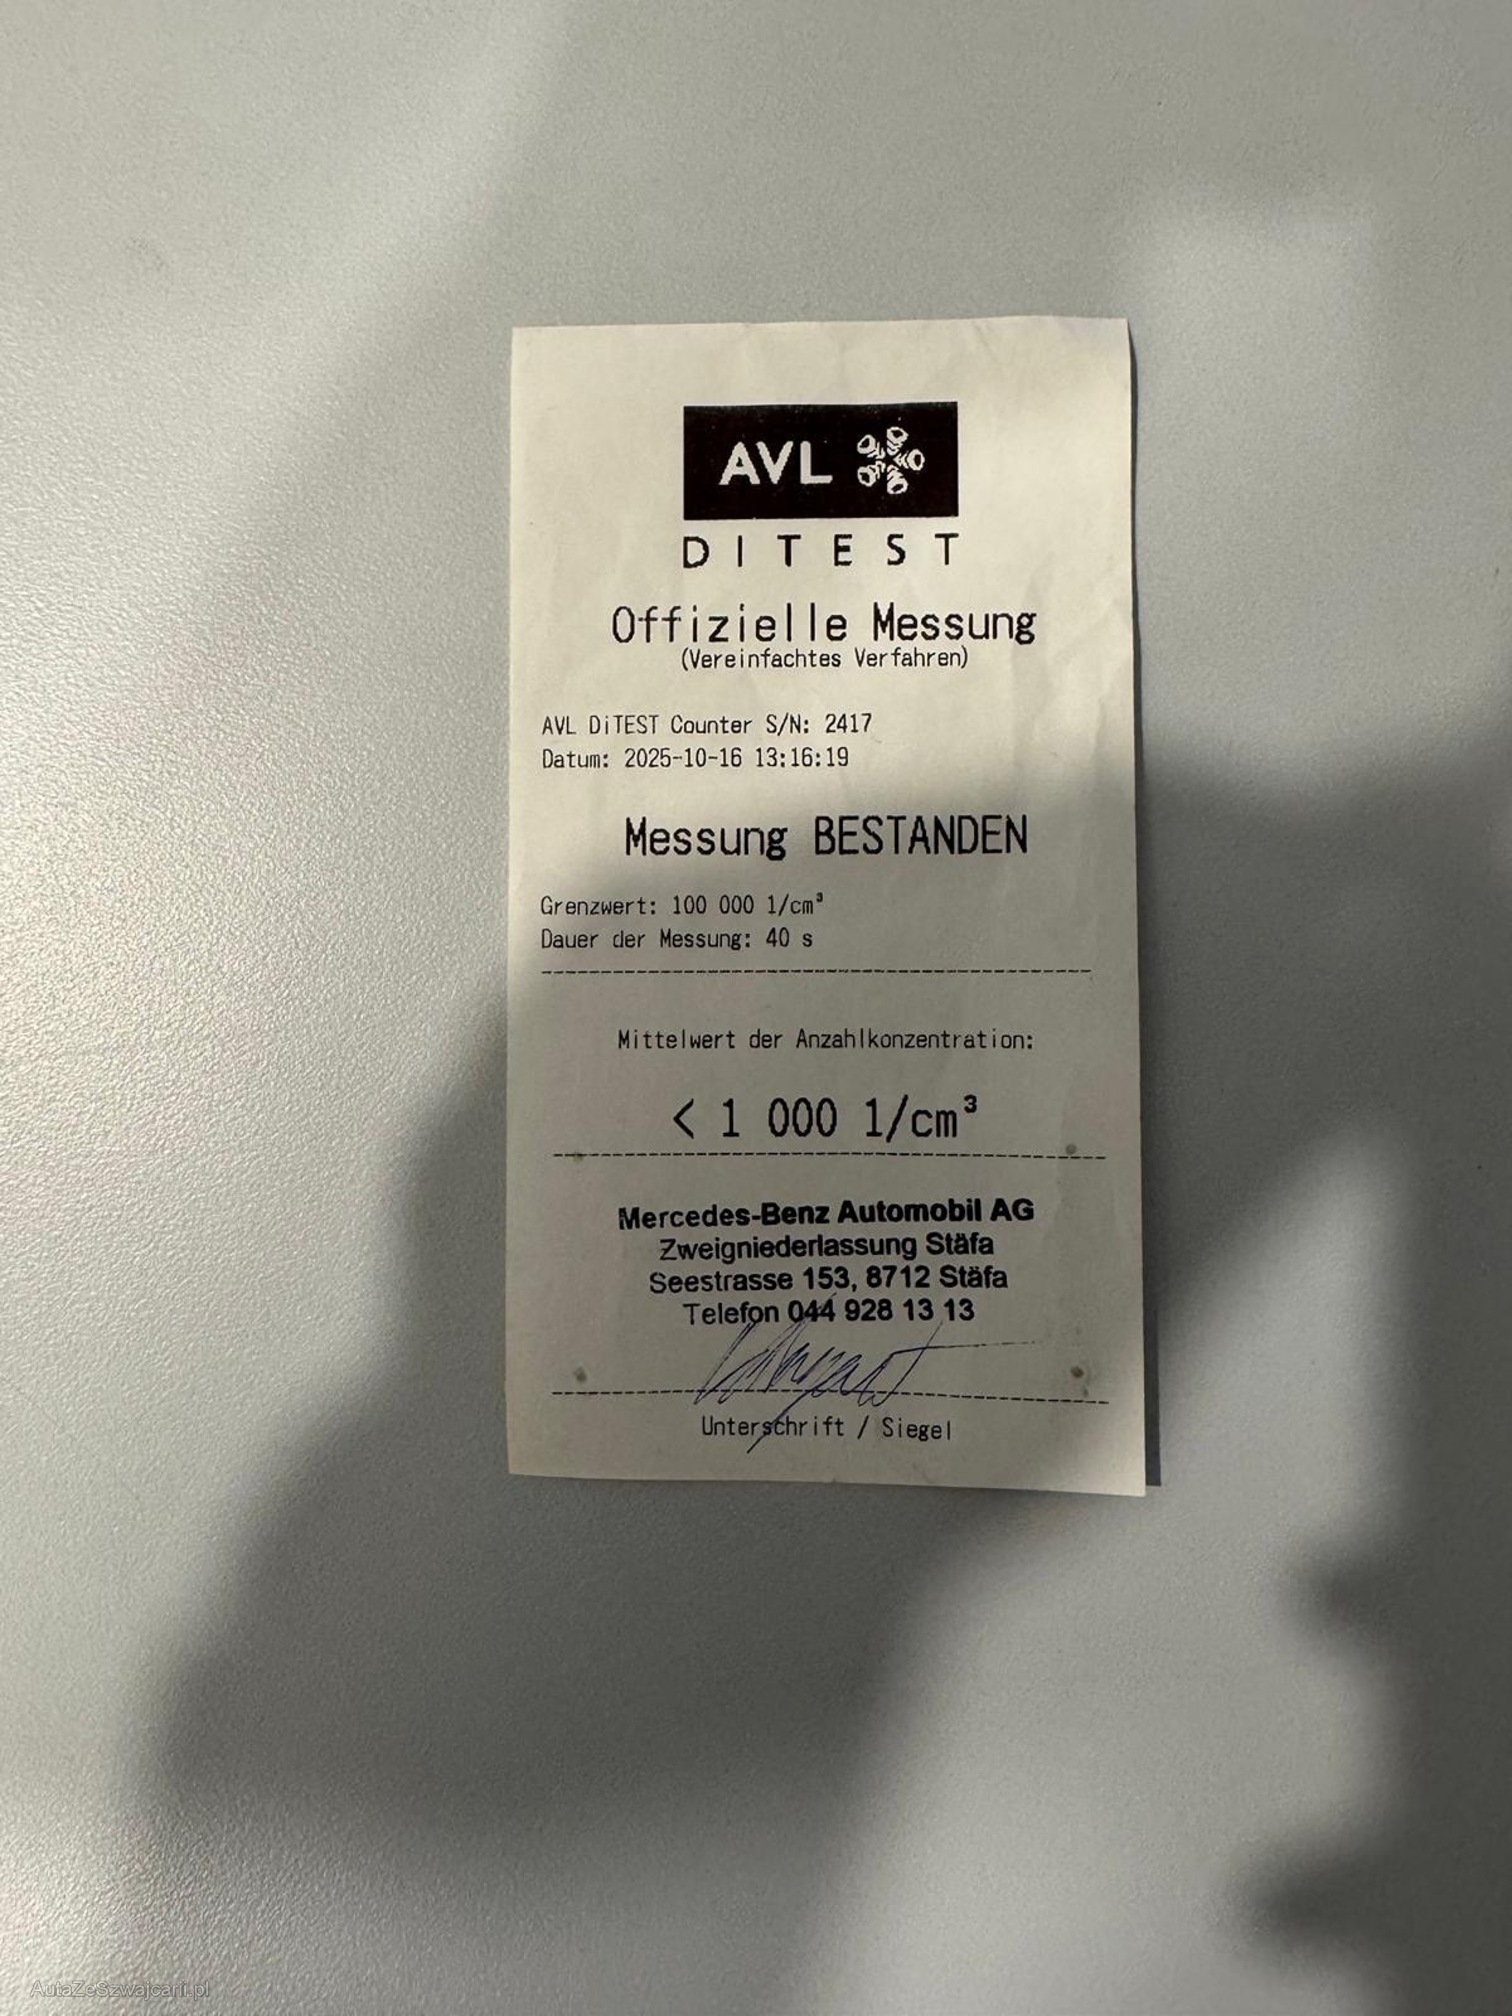 AVL
DITEST
Offizielle Messung
(Vereinfachtes Verfahren)
AVL DiTEST Counter S/N: 2417
Datum: 2025-10-16 13:16:19
Messung BESTANDEN
Grenzwert: 100 000 1/cm³
Dauer der Messung: 40 s
Mittelwert der Anzahlkonzentration:
< 1 000 1/cm³
Mercedes-Benz Automobil AG
Zweigniederlassung Stäfa
Seestrasse 153, 8712 Stäfa
Telefon 044 928 13 13
Unterschrift / Siegel
AutaZeSzwajcarii.pl